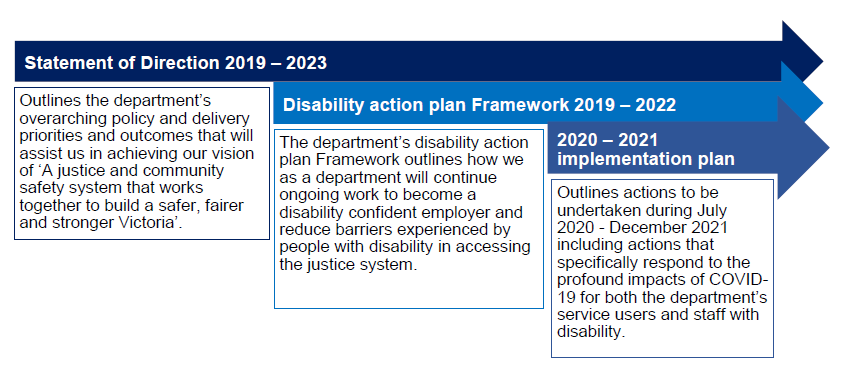 Statement of Direction 2019 – 2023
Outlines the department's
overarching policy and delivery
priorities and outcomes that will
assist us in achieving our vision
of 'A justice and community
safety system that works
together to build a safer, fairer
and stronger Victoria'.
Disability action plan Framework 2019 – 2022
The department's disability action
plan Framework outlines how we
as a department will continue
ongoing work to become a
disability confident employer and
reduce barriers experienced by
people with disability in accessing
the justice system.
2020 – 2021
implementation plan
Outlines actions to be
undertaken during July
2020 - December 2021
including actions that
specifically respond to the
profound impacts of COVID-
19 for both the department's
service users and staff with
disability.